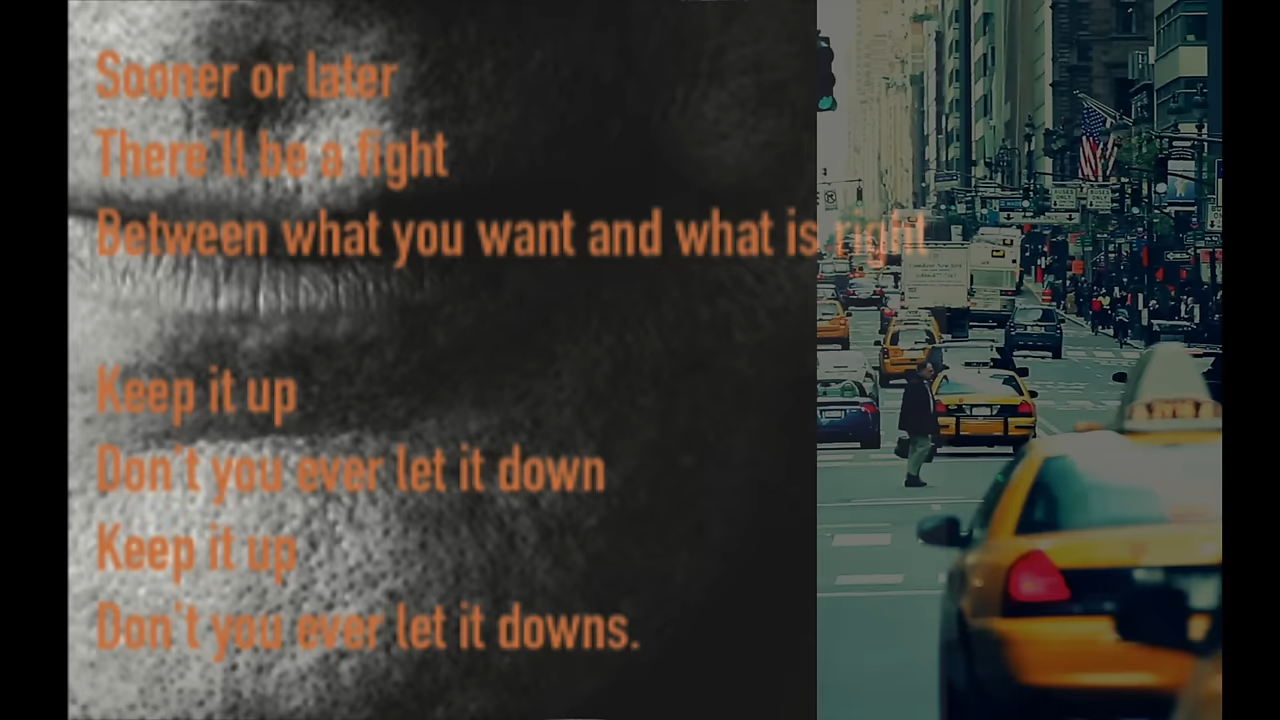 Sooner or later
There'll be a fight
Between what you want and what is right
Keep it up
Don't you ever let it down
Keep it up
Don't you ever let it downs.